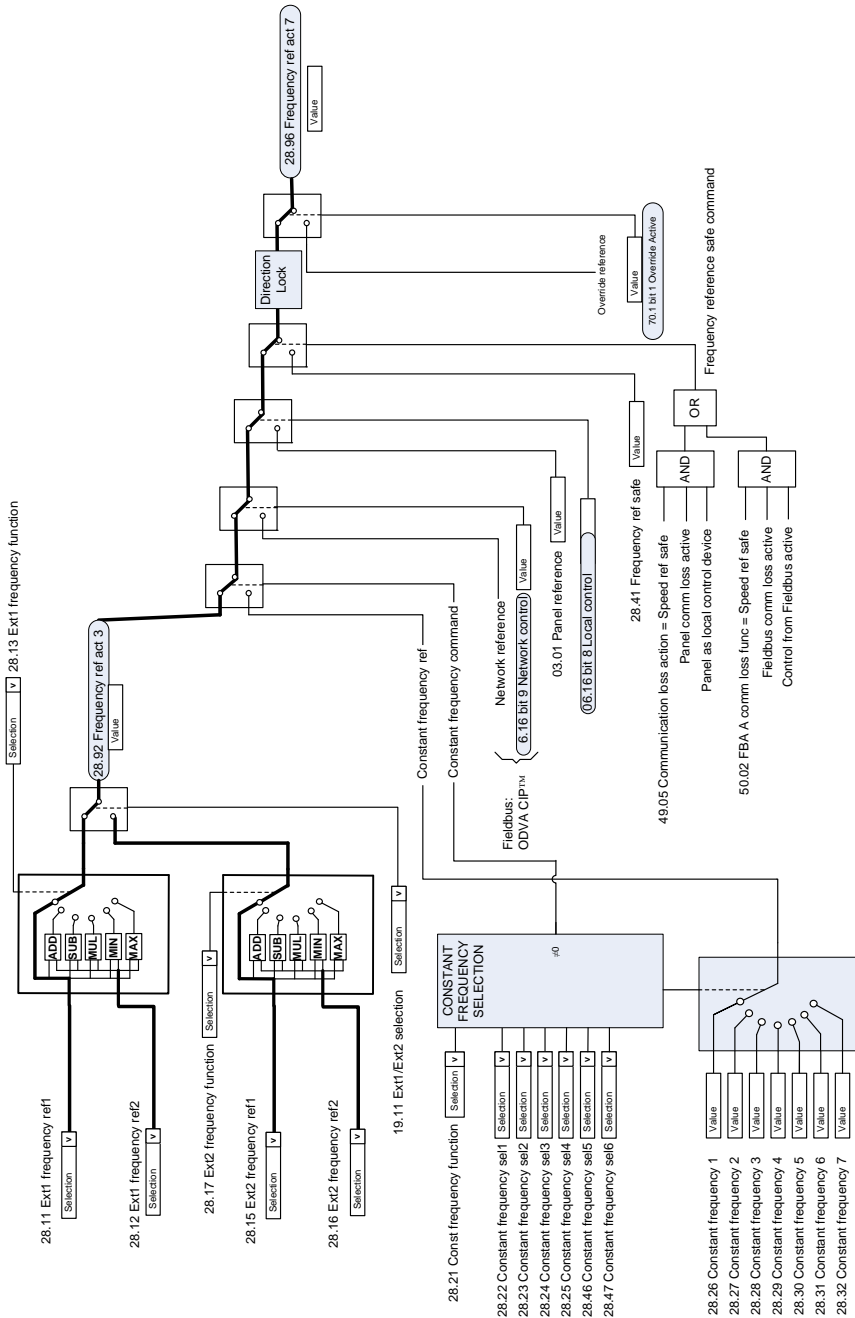 28.11 Ext1 frequency ref1
Selection v
28.12 Ext1 frequency ref2
Selection v
ADD
SUB
MUL
MIN
MAX
Selection v 28.13 Ext1 frequency function
28.17 Ext2 frequency function Selection v
28.15 Ext2 frequency ref1
Selection v
28.16 Ext2 frequency ref2
Selection v
ADD
SUB
MUL
MIN
MAX
19.11 Ext1/Ext2 selection Selection v
28.92 Frequency ref act 3
Value
28.21 Const frequency function Selection v
28.22 Constant frequency sel1 Selection v
28.23 Constant frequency sel2 Selection v
28.24 Constant frequency sel3 Selection v
28.25 Constant frequency sel4 Selection v
28.46 Constant frequency sel5 Selection v
28.47 Constant frequency sel6 Selection v
CONSTANT
FREQUENCY
SELECTION
≠0
28.26 Constant frequency 1 Value
28.27 Constant frequency 2 Value
28.28 Constant frequency 3 Value
28.29 Constant frequency 4 Value
28.30 Constant frequency 5 Value
28.31 Constant frequency 6 Value
28.32 Constant frequency 7 Value
Constant frequency ref
Constant frequency command
Network reference
Fieldbus:
ODVA CIP™
6.16 bit 9 Network control Value
03.01 Panel reference Value
06.16 bit 8 Local control
28.41 Frequency ref safe Value
49.05 Communication loss action = Speed ref safe
Panel comm loss active
Panel as local control device
AND
50.02 FBA A comm loss func = Speed ref safe
Fieldbus comm loss active
Control from Fieldbus active
AND
OR
Frequency reference safe command
Direction
Lock
Override reference
Value
70.1 bit 1 Override Active
28.96 Frequency ref act 7
Value